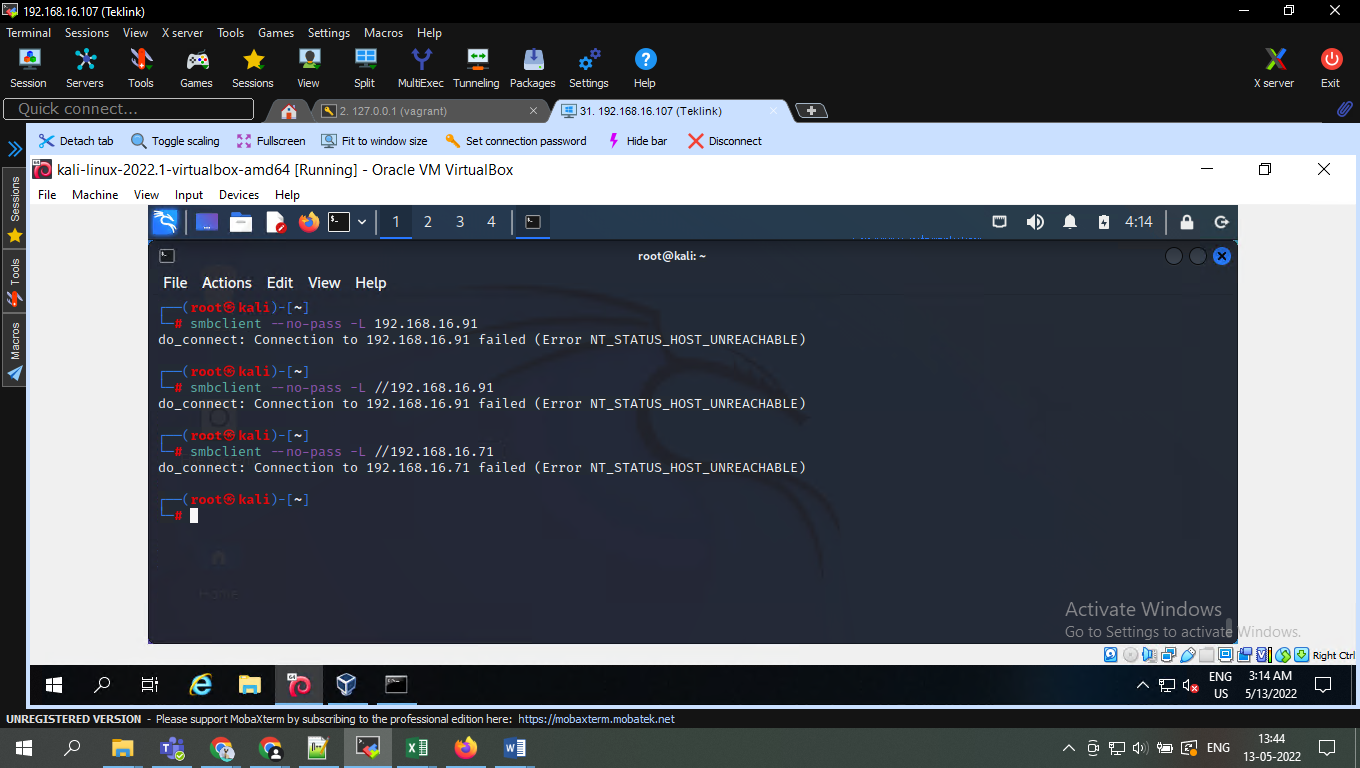 192.168.16.107 (Teklink)
Terminal Sessions View X server Tools Games Settings Macros Help
Session Servers Tools Games Sessions View Split MultiExec Tunneling Packages Settings Help X server Exit
Quick connect... 2. 127.0.0.1 (vagrant) 31. 192.168.16.107 (Teklink)
Detach tab Toggle scaling Fullscreen Fit to window size Set connection password Hide bar Disconnect
Sessions
Tools
Macros
64
kali-linux-2022.1-virtualbox-amd64 [Running] - Oracle VM VirtualBox
File Machine View Input Devices Help
1 2 3 4 4:14
root@kali: ~
File Actions Edit View Help
┌──(root㉿kali)-[~]
└─# smbclient --no-pass -L 192.168.16.91
do_connect: Connection to 192.168.16.91 failed (Error NT_STATUS_HOST_UNREACHABLE)
┌──(root㉿kali)-[~]
└─# smbclient --no-pass -L //192.168.16.91
do_connect: Connection to 192.168.16.91 failed (Error NT_STATUS_HOST_UNREACHABLE)
┌──(root㉿kali)-[~]
└─# smbclient --no-pass -L //192.168.16.71
do_connect: Connection to 192.168.16.71 failed (Error NT_STATUS_HOST_UNREACHABLE)
┌──(root㉿kali)-[~]
└─#
Home
Activate Windows
Go to Settings to activate Windows.
Right Ctrl
64
ENG
US
3:14 AM
5/13/2022
UNREGISTERED VERSION - Please support MobaXterm by subscribing to the professional edition here: https://mobaxterm.mobatek.net
ENG
13:44
13-05-2022